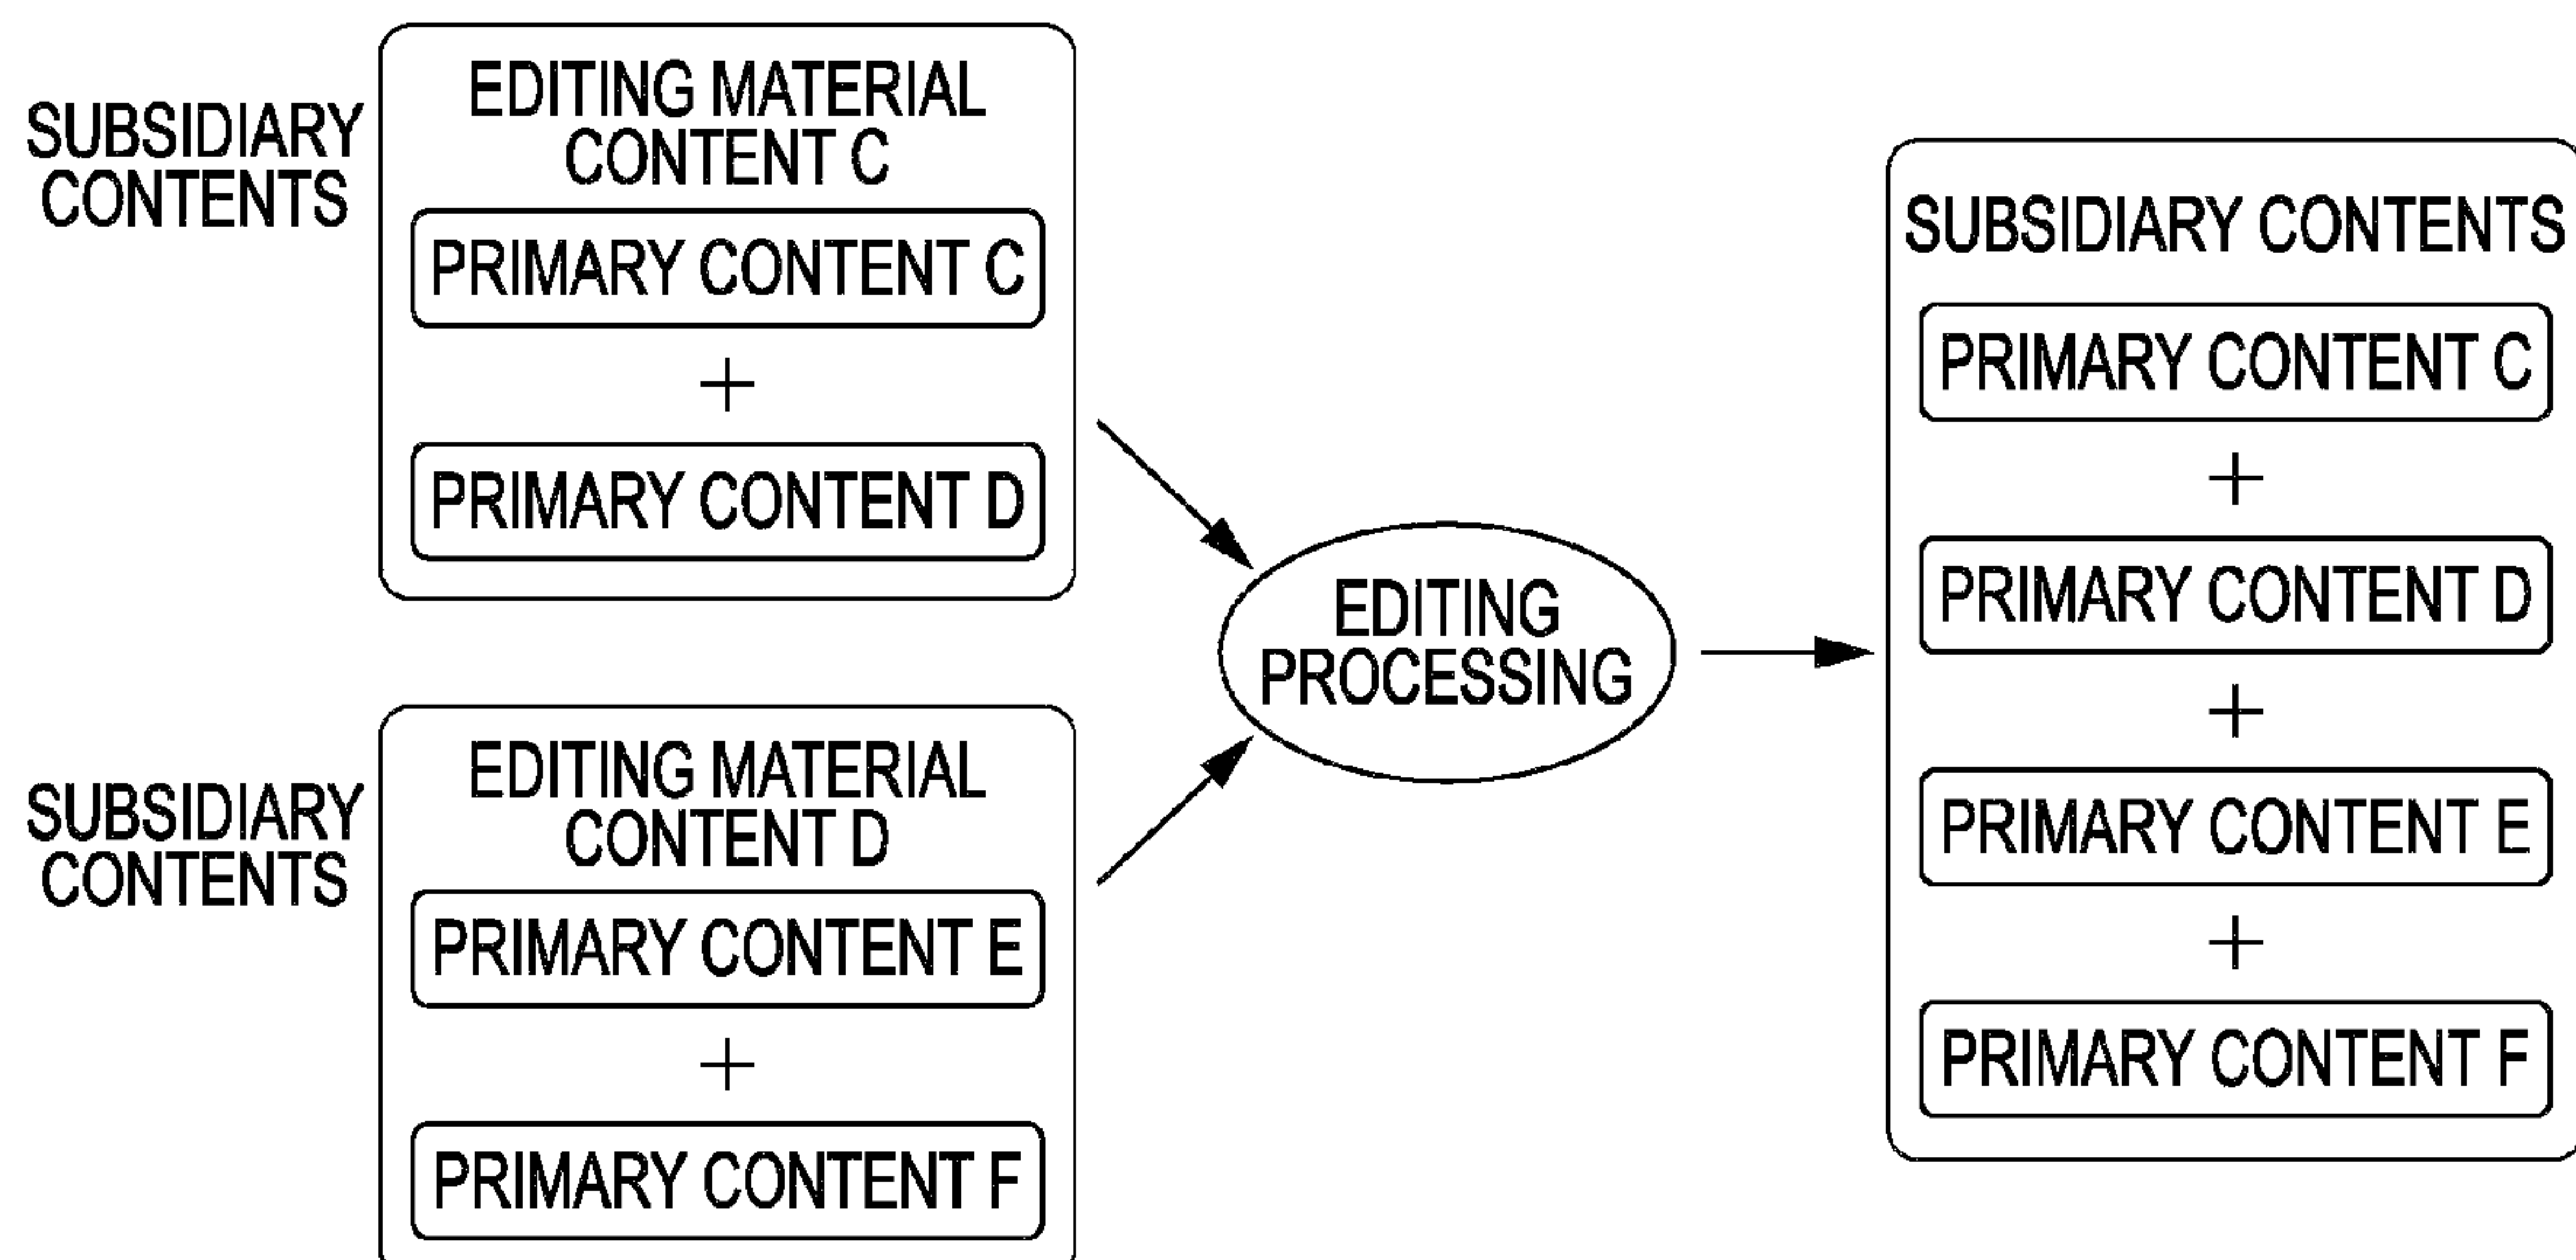 SUBSIDIARY
CONTENTS
EDITING MATERIAL
CONTENT C
PRIMARY CONTENT C
+
PRIMARY CONTENT D
SUBSIDIARY
CONTENTS
EDITING MATERIAL
CONTENT D
PRIMARY CONTENT E
+
PRIMARY CONTENT F
EDITING
PROCESSING
SUBSIDIARY CONTENTS
PRIMARY CONTENT C
+
PRIMARY CONTENT D
+
PRIMARY CONTENT E
+
PRIMARY CONTENT F